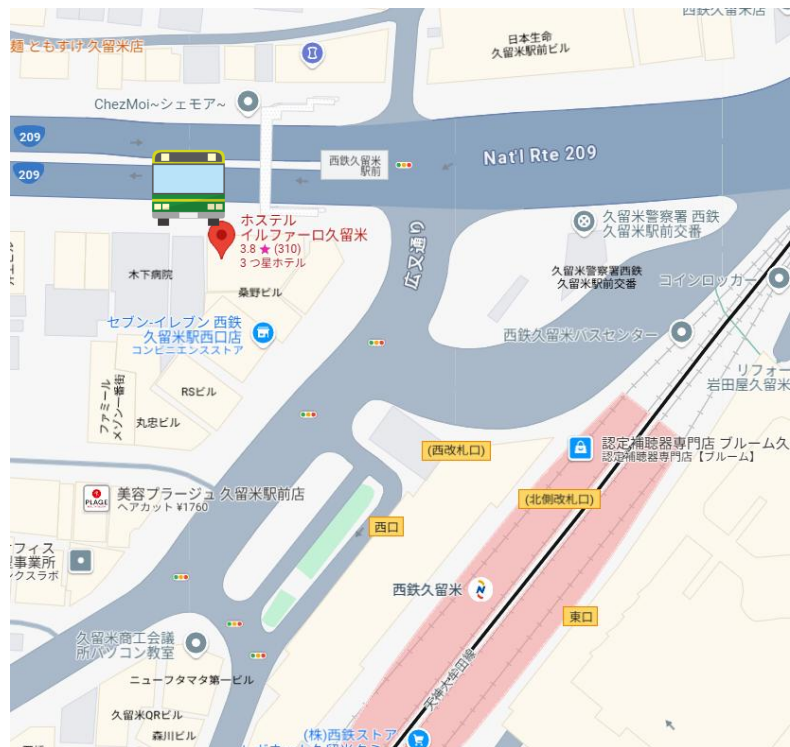 麺 ともすけ 久留米店
日本生命
久留米駅前ビル
ChezMoi~シェモア~
209
209
西鉄久留米
駅前
Nat'l Rte 209
ホステル
イルファーロ久留米
3.8 ★ (310)
3 つ星ホテル
広又通り
久留米警察署 西鉄
久留米駅前交番
久留米警察署西鉄
久留米駅前交番
コインロッカー
木下病院
桑野ビル
セブン-イレブン 西鉄
久留米駅西口店
コンビニエンスストア
西鉄久留米バスセンター
リフォー
岩田屋久留米
ファミール
メゾン一番街
RSビル
丸忠ビル
(西改札口)
認定補聴器専門店 ブルーム久
認定補聴器専門店【ブルーム】
PLAGE
美容プラージュ 久留米駅前店
ヘアカット ¥1760
(北側改札口)
西口
オフィス
事業所
ンクスラボ
西鉄久留米
東口
久留米商工会議
所パソコン教室
天神大牟田線
ニューフタマタ第一ビル
久留米QRビル
森川ビル
(株)西鉄ストア